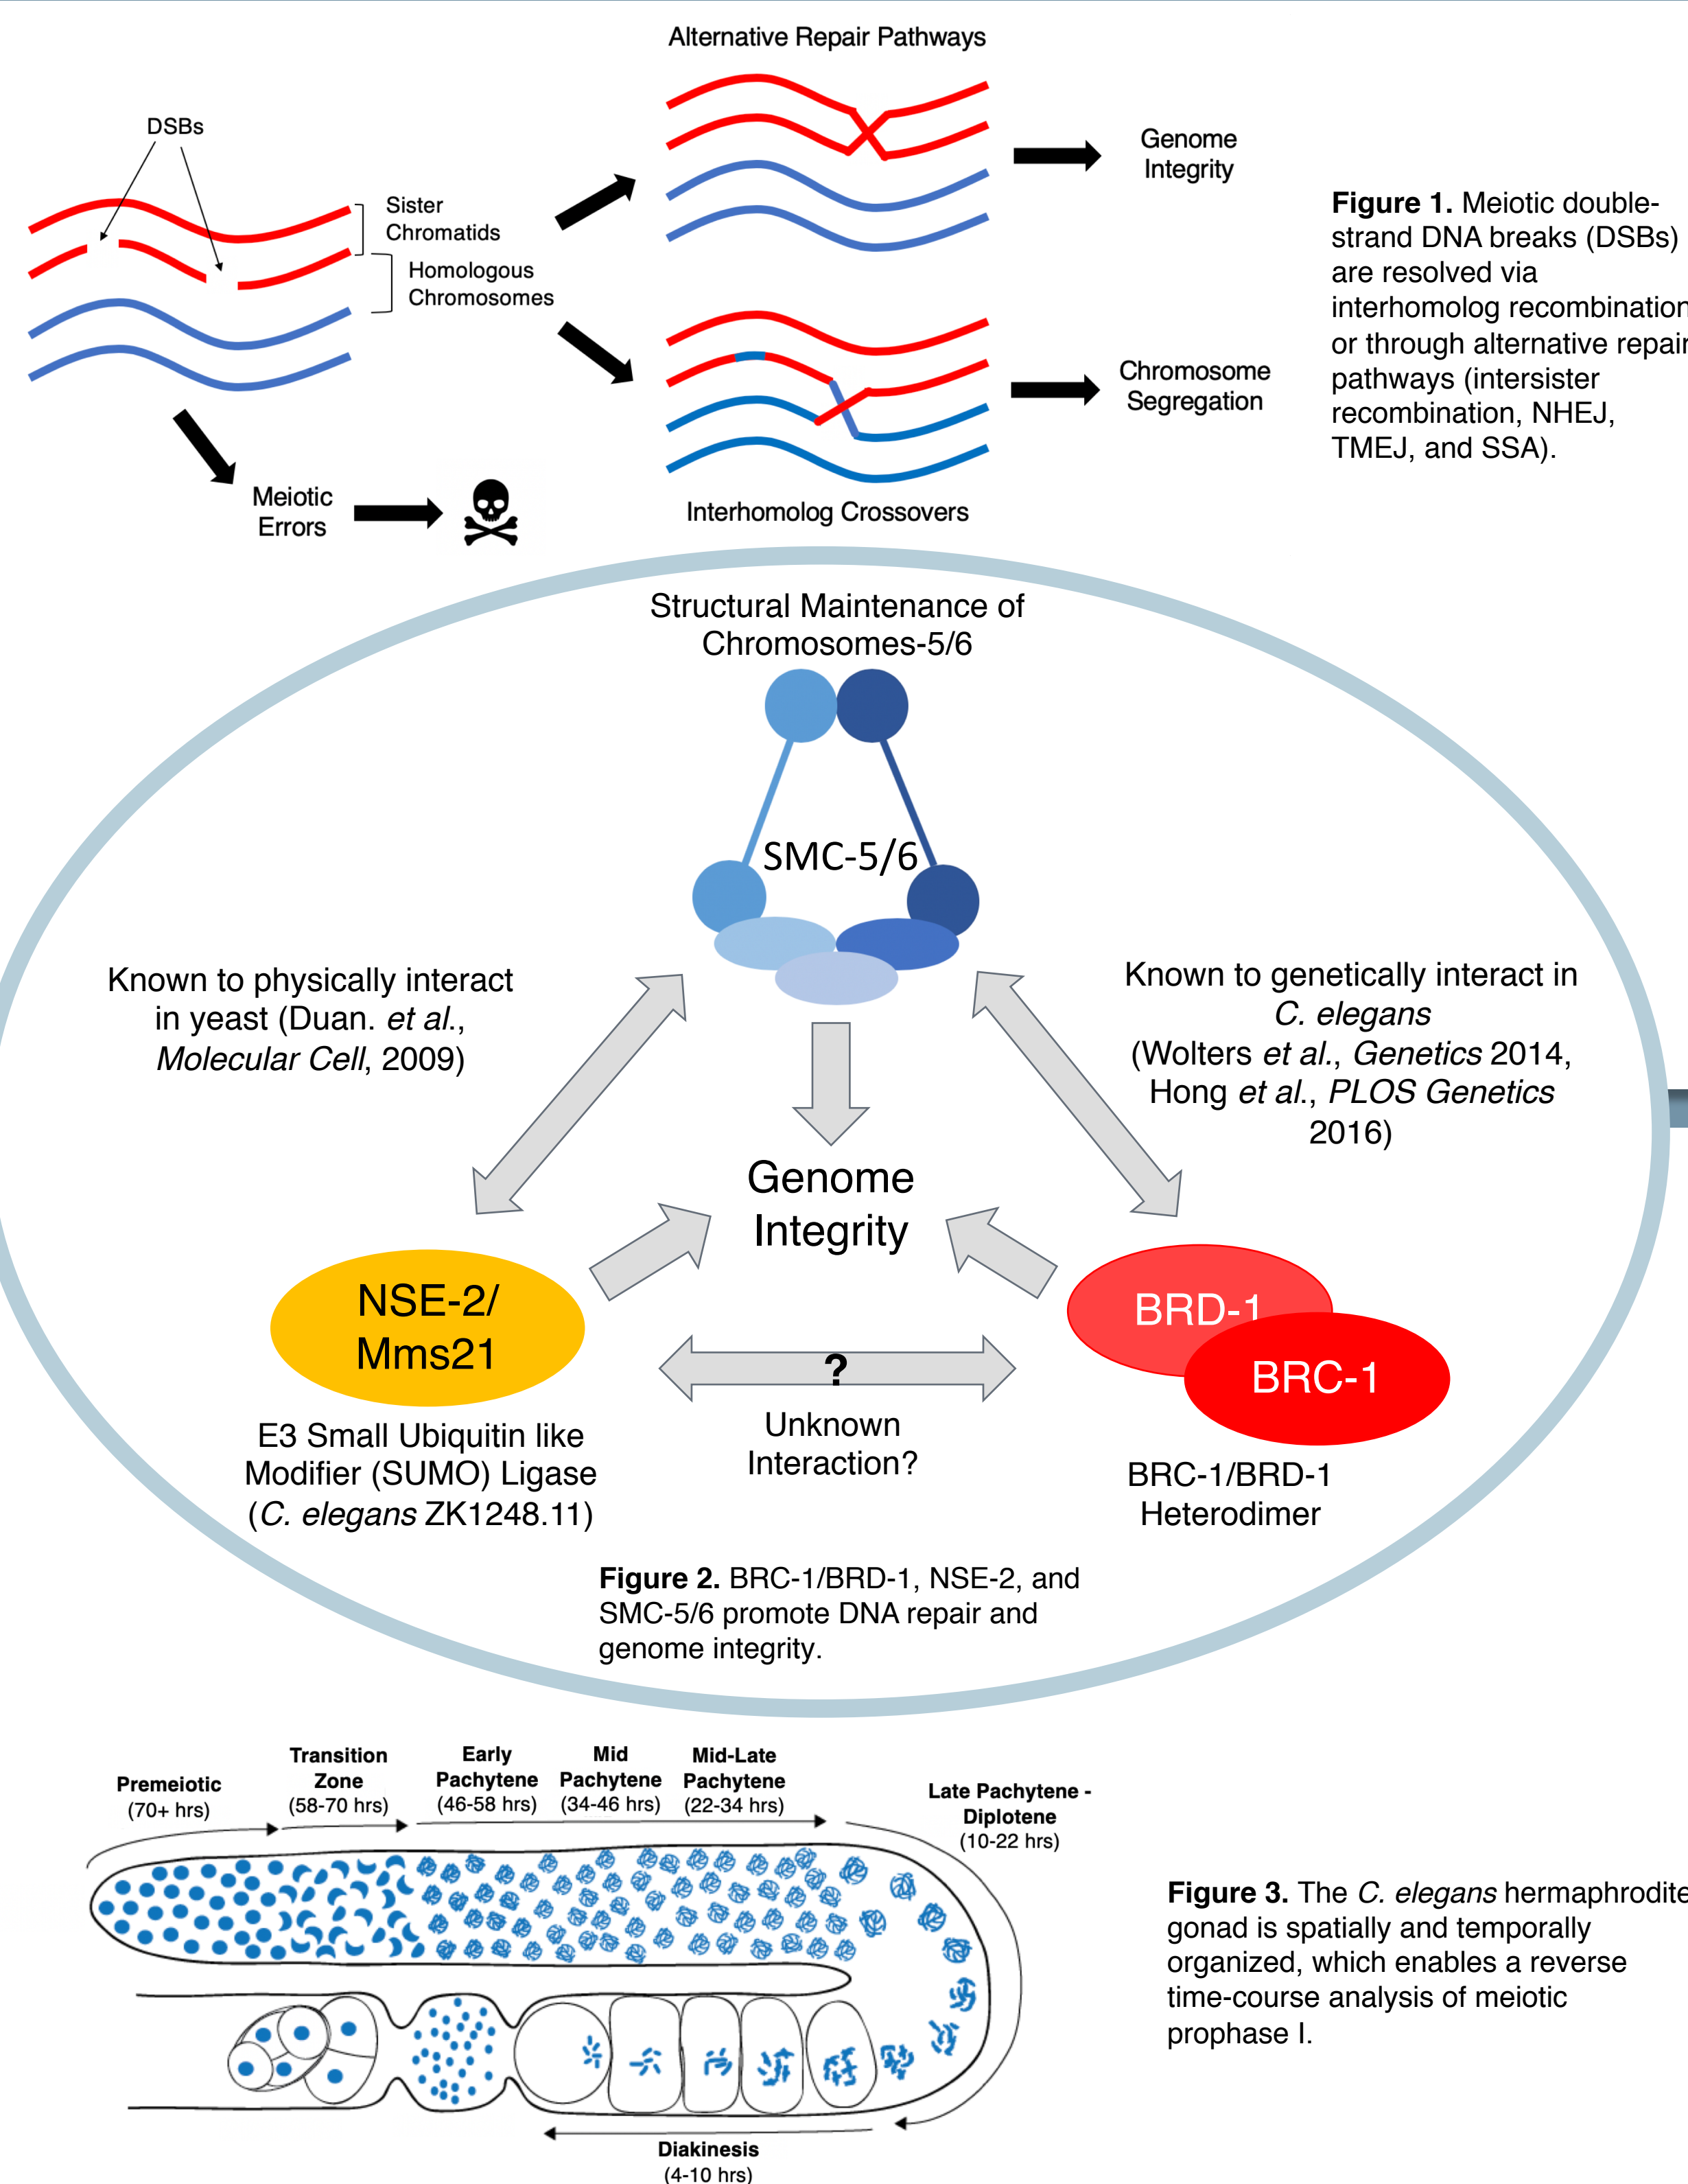 Alternative Repair Pathways
DSBs
Sister
Chromatids
Homologous
Chromosomes
Genome
Integrity
Chromosome
Segregation
Meiotic
Errors
Interhomolog Crossovers
Figure 1. Meiotic double-
strand DNA breaks (DSBs)
are resolved via
interhomolog recombination
or through alternative repair
pathways (intersister
recombination, NHEJ,
TMEJ, and SSA).
Structural Maintenance of
Chromosomes-5/6
SMC-5/6
Known to physically interact
in yeast (Duan. et al.,
Molecular Cell, 2009)
Known to genetically interact in
C. elegans
(Wolters et al., Genetics 2014,
Hong et al., PLOS Genetics
2016)
Genome
Integrity
NSE-2/
Mms21
E3 Small Ubiquitin like
Modifier (SUMO) Ligase
(C. elegans ZK1248.11)
?
Unknown
Interaction?
BRD-1
BRC-1
BRC-1/BRD-1
Heterodimer
Figure 2. BRC-1/BRD-1, NSE-2, and
SMC-5/6 promote DNA repair and
genome integrity.
Premeiotic
(70+ hrs)
Transition
Zone
(58-70 hrs)
Early
Pachytene
(46-58 hrs)
Mid
Pachytene
(34-46 hrs)
Mid-Late
Pachytene
(22-34 hrs)
Late Pachytene -
Diplotene
(10-22 hrs)
Diakinesis
(4-10 hrs)
Figure 3. The C. elegans hermaphrodite
gonad is spatially and temporally
organized, which enables a reverse
time-course analysis of meiotic
prophase I.